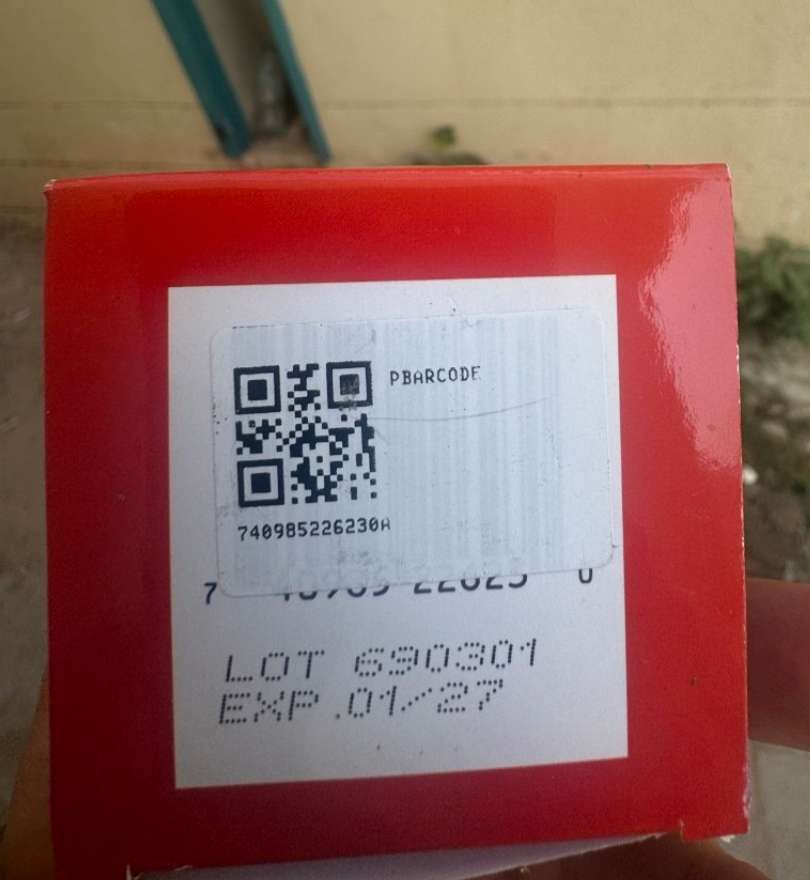 PBARCODE
740985226230A
LOT 690301
EXP.01/27